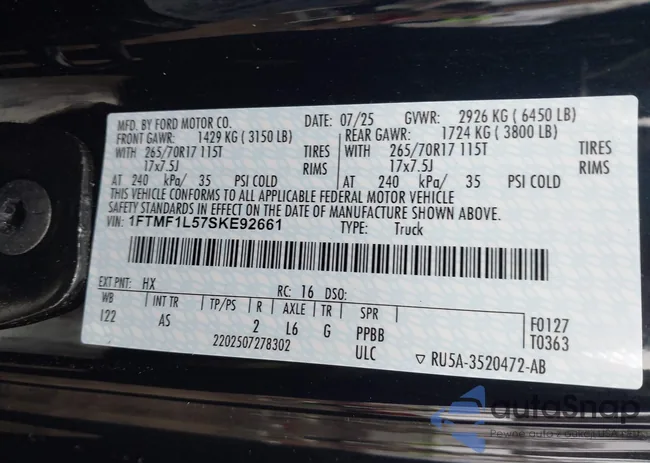 MFD. BY FORD MOTOR CO. DATE: 07/25 GVWR: 2926 KG ( 6450 LB)
FRONT GAWR: 1429 KG ( 3150 LB) REAR GAWR: 1724 KG ( 3800 LB)
WITH 265/70R17 115T TIRES WITH 265/70R17 115T TIRES
17x7.5J RIMS 17x7.5J RIMS
AT 240 kPa/ 35 PSI COLD AT 240 kPa/ 35 PSI COLD
THIS VEHICLE CONFORMS TO ALL APPLICABLE FEDERAL MOTOR VEHICLE
SAFETY STANDARDS IN EFFECT ON THE DATE OF MANUFACTURE SHOWN ABOVE.
VIN: 1FTMF1L57SKE92661 TYPE: Truck
EXT PNT: HX RC: 16 DSO:
WB INT TR TP/PS R AXLE TR SPR
122 AS 2 L6 G PPBB
ULC
F0127
T0363
2202507278302
▽ RU5A-3520472-AB
autoSnap